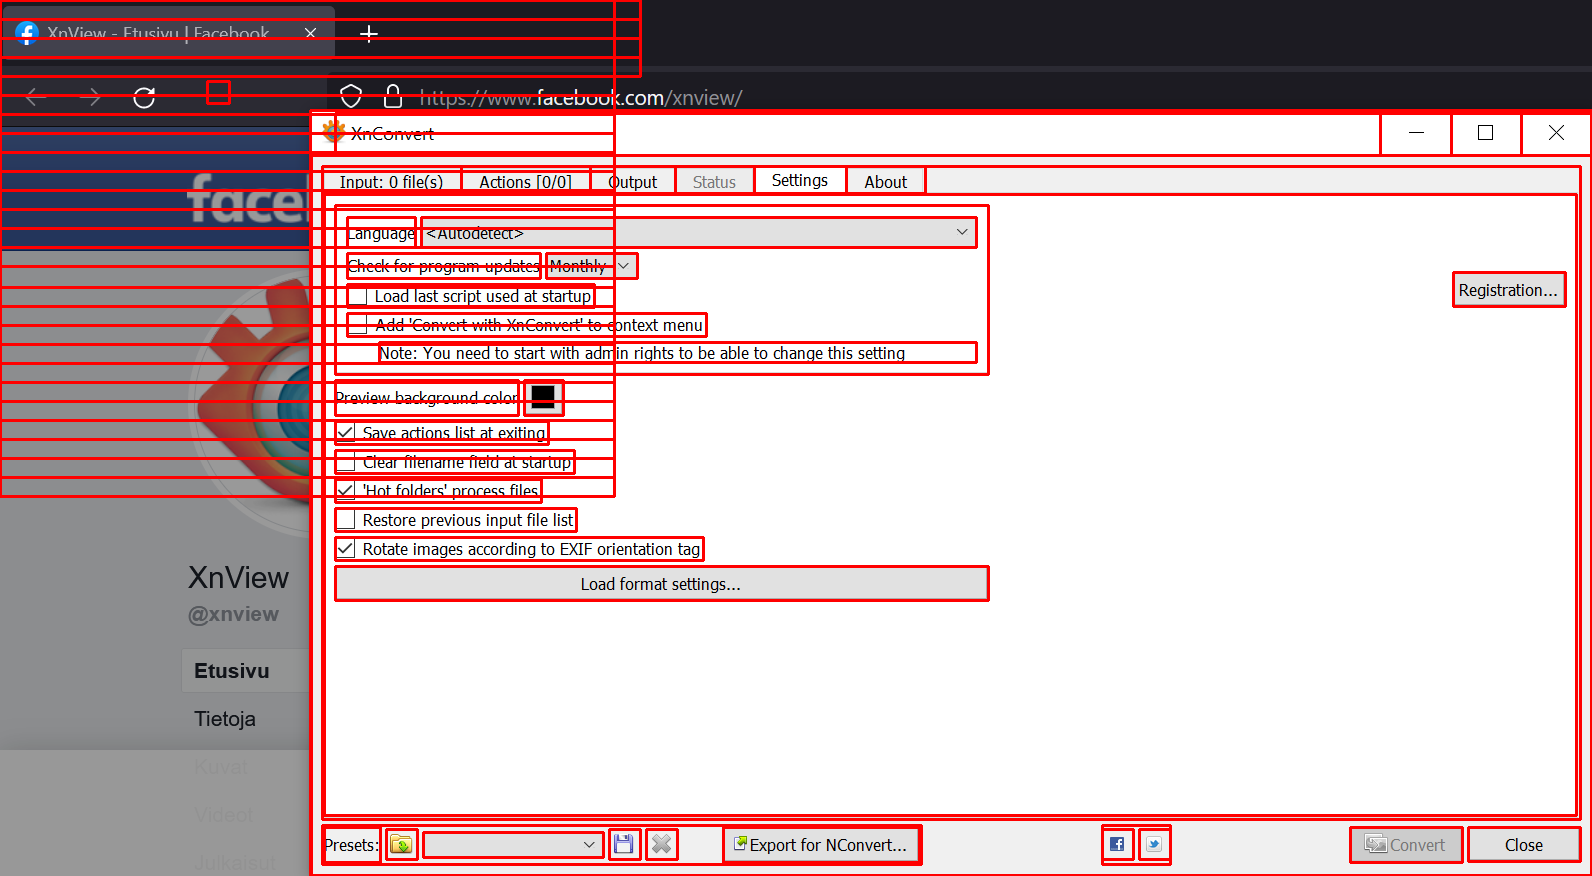 XnView - Etusivu | Facebook
https://www.facebook.com/xnview/
XnConvert
Input: 0 file(s)
Actions [0/0]
Output
Status
Settings
About
Language
<Autodetect>
Check for program updates
Monthly
Load last script used at startup
Add 'Convert with XnConvert' to context menu
Note: You need to start with admin rights to be able to change this setting
Registration...
Preview background color
Save actions list at exiting
Clear filename field at startup
'Hot folders' process files
Restore previous input file list
Rotate images according to EXIF orientation tag
Load format settings...
XnView
@xnview
Etusivu
Tietoja
Kuvat
Videot
Julkaisut
Presets:
Export for NConvert...
Convert
Close